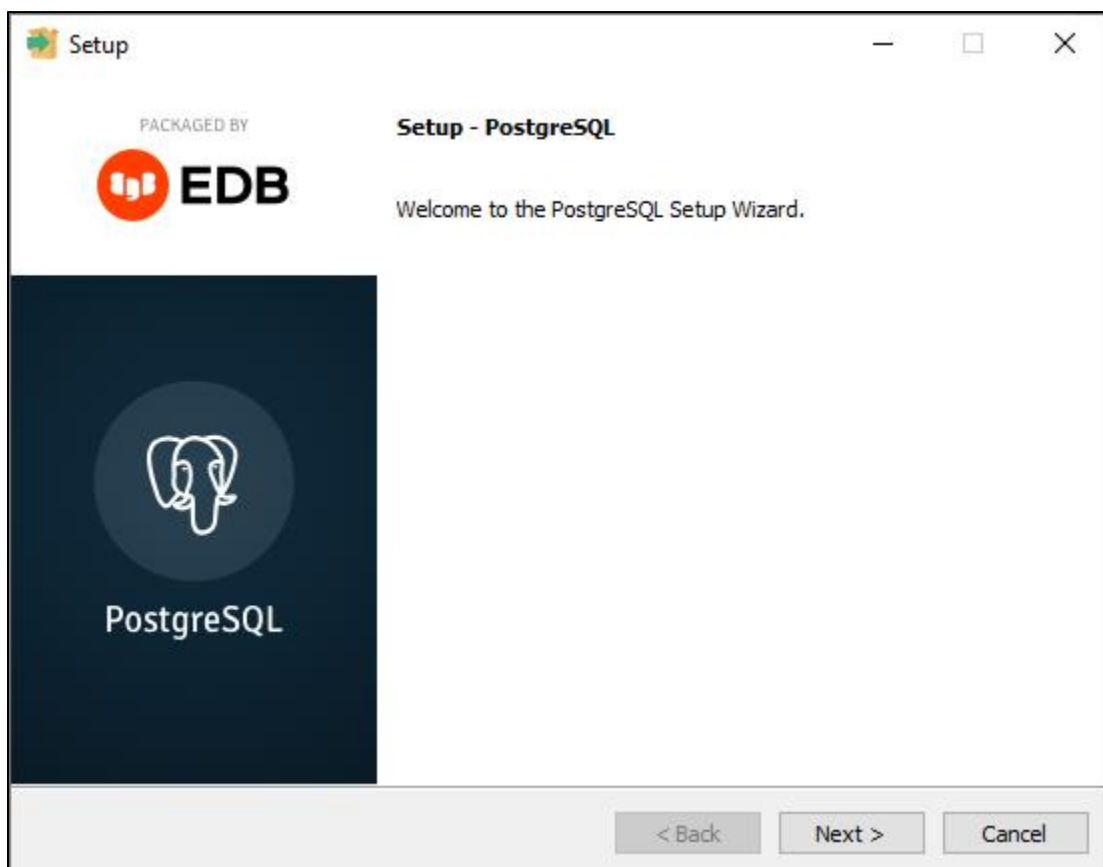 Setup
PACKAGED BY
EDB
Setup - PostgreSQL
Welcome to the PostgreSQL Setup Wizard.
PostgreSQL
< Back
Next >
Cancel